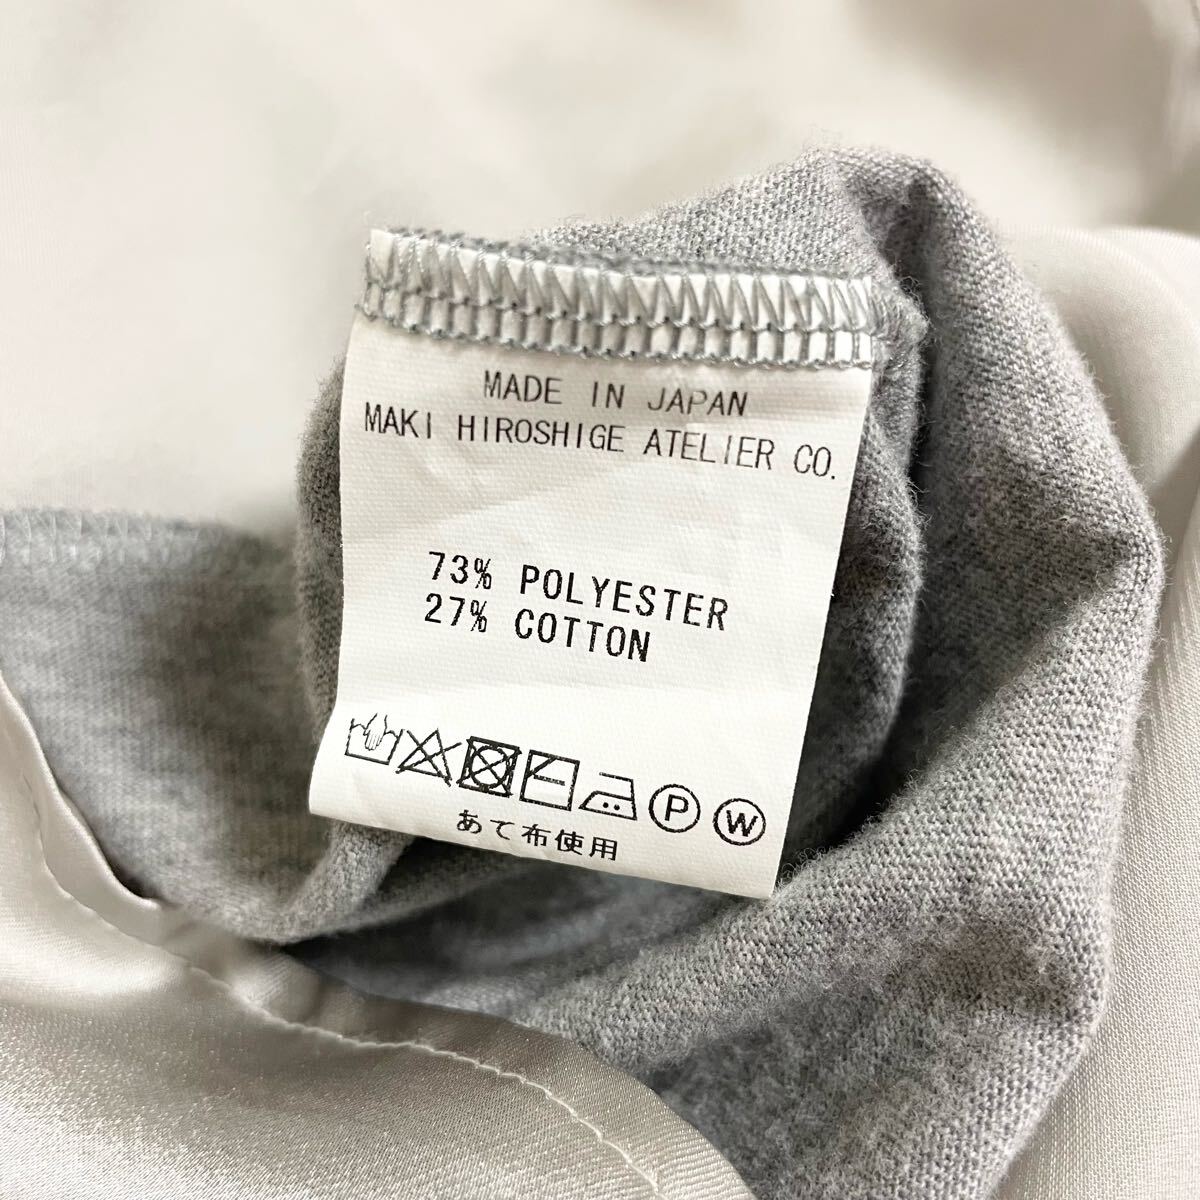 MADE IN JAPAN
MAKI HIROSHIGE ATELIER CO.
73% POLYESTER
27% COTTON
P W
あて布使用